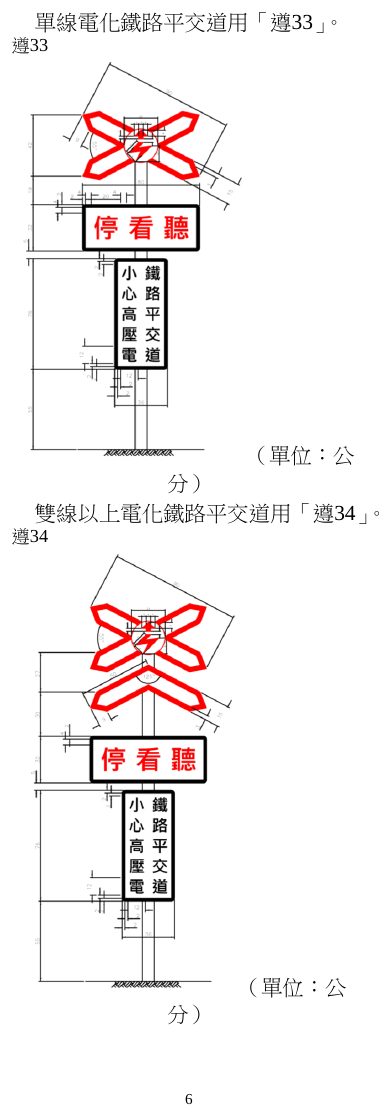 單線電化鐵路平交道用「遵33」。
遵33
停看聽
小心高壓電
鐵路平交道
（單位：公
分）
雙線以上電化鐵路平交道用「遵34」。
遵34
停看聽
小心高壓電
鐵路平交道
（單位：公
分）
6